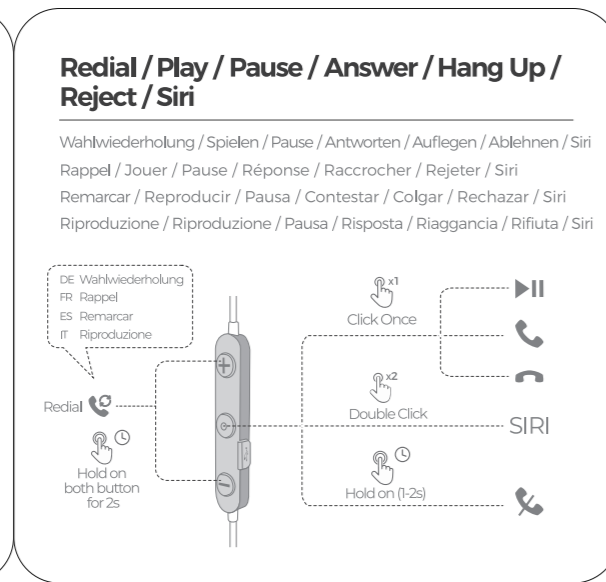 Redial / Play / Pause / Answer / Hang Up /
Reject / Siri
Wahlwiederholung / Spielen / Pause / Antworten / Auflegen / Ablehnen / Siri
Rappel / Jouer / Pause / Réponse / Raccrocher / Rejeter / Siri
Remarcar / Reproducir / Pausa / Contestar / Colgar / Rechazar / Siri
Riproduzione / Riproduzione / Pausa / Risposta / Riaggancia / Rifiuta / Siri
DE Wahlwiederholung
FR Rappel
ES Remarcar
IT Riproduzione
Redial
Hold on
both button
for 2s
x1
Click Once
x2
Double Click
SIRI
Hold on (1-2s)